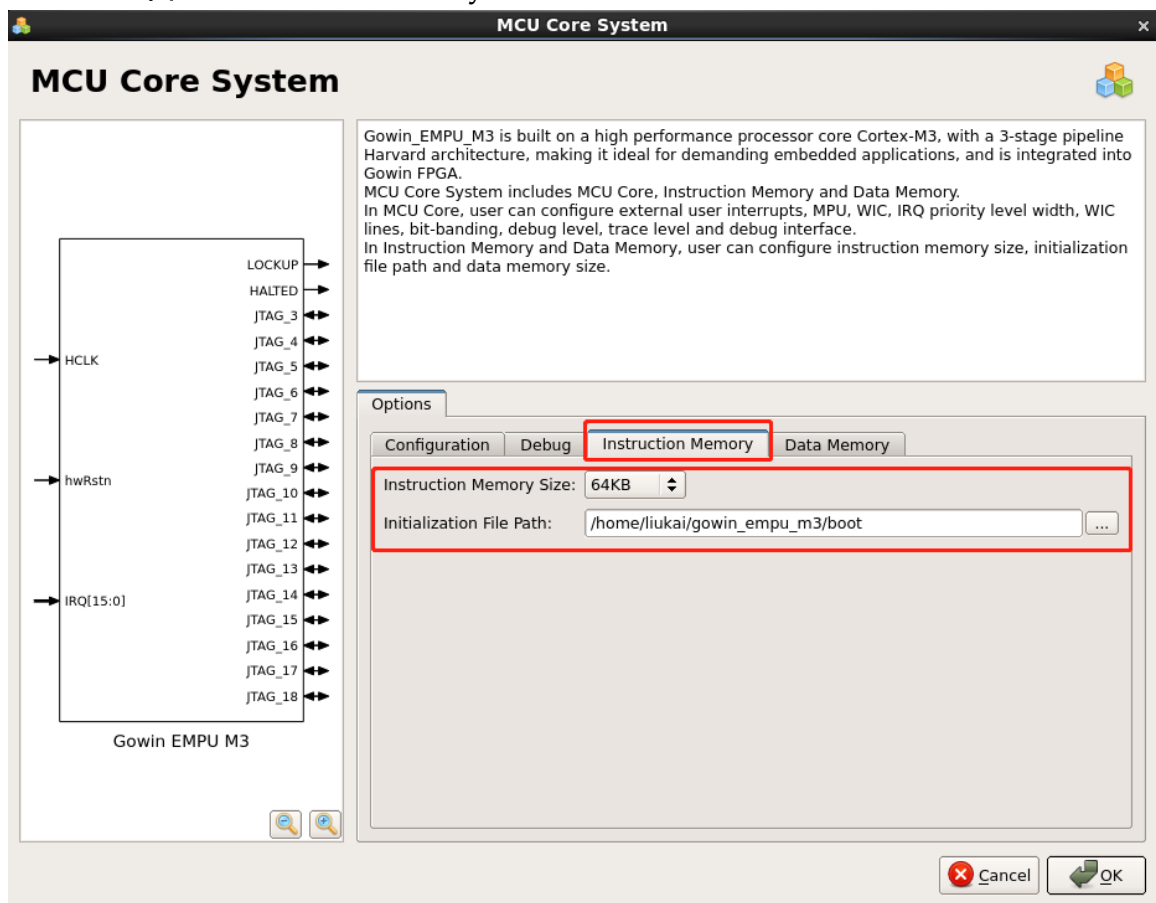 MCU Core System
MCU Core System
Gowin_EMPU_M3 is built on a high performance processor core Cortex-M3, with a 3-stage pipeline
Harvard architecture, making it ideal for demanding embedded applications, and is integrated into
Gowin FPGA.
MCU Core System includes MCU Core, Instruction Memory and Data Memory.
In MCU Core, user can configure external user interrupts, MPU, WIC, IRQ priority level width, WIC
lines, bit-banding, debug level, trace level and debug interface.
In Instruction Memory and Data Memory, user can configure instruction memory size, initialization
file path and data memory size.
LOCKUP
HALTED
JTAG_3
JTAG_4
HCLK
JTAG_5
JTAG_6
JTAG_7
JTAG_8
JTAG_9
hwRstn
JTAG_10
JTAG_11
JTAG_12
JTAG_13
JTAG_14
IRQ[15:0]
JTAG_15
JTAG_16
JTAG_17
JTAG_18
Gowin EMPU M3
Options
Configuration Debug Instruction Memory Data Memory
Instruction Memory Size: 64KB
Initialization File Path: /home/liukai/gowin_empu_m3/boot ...
Cancel OK